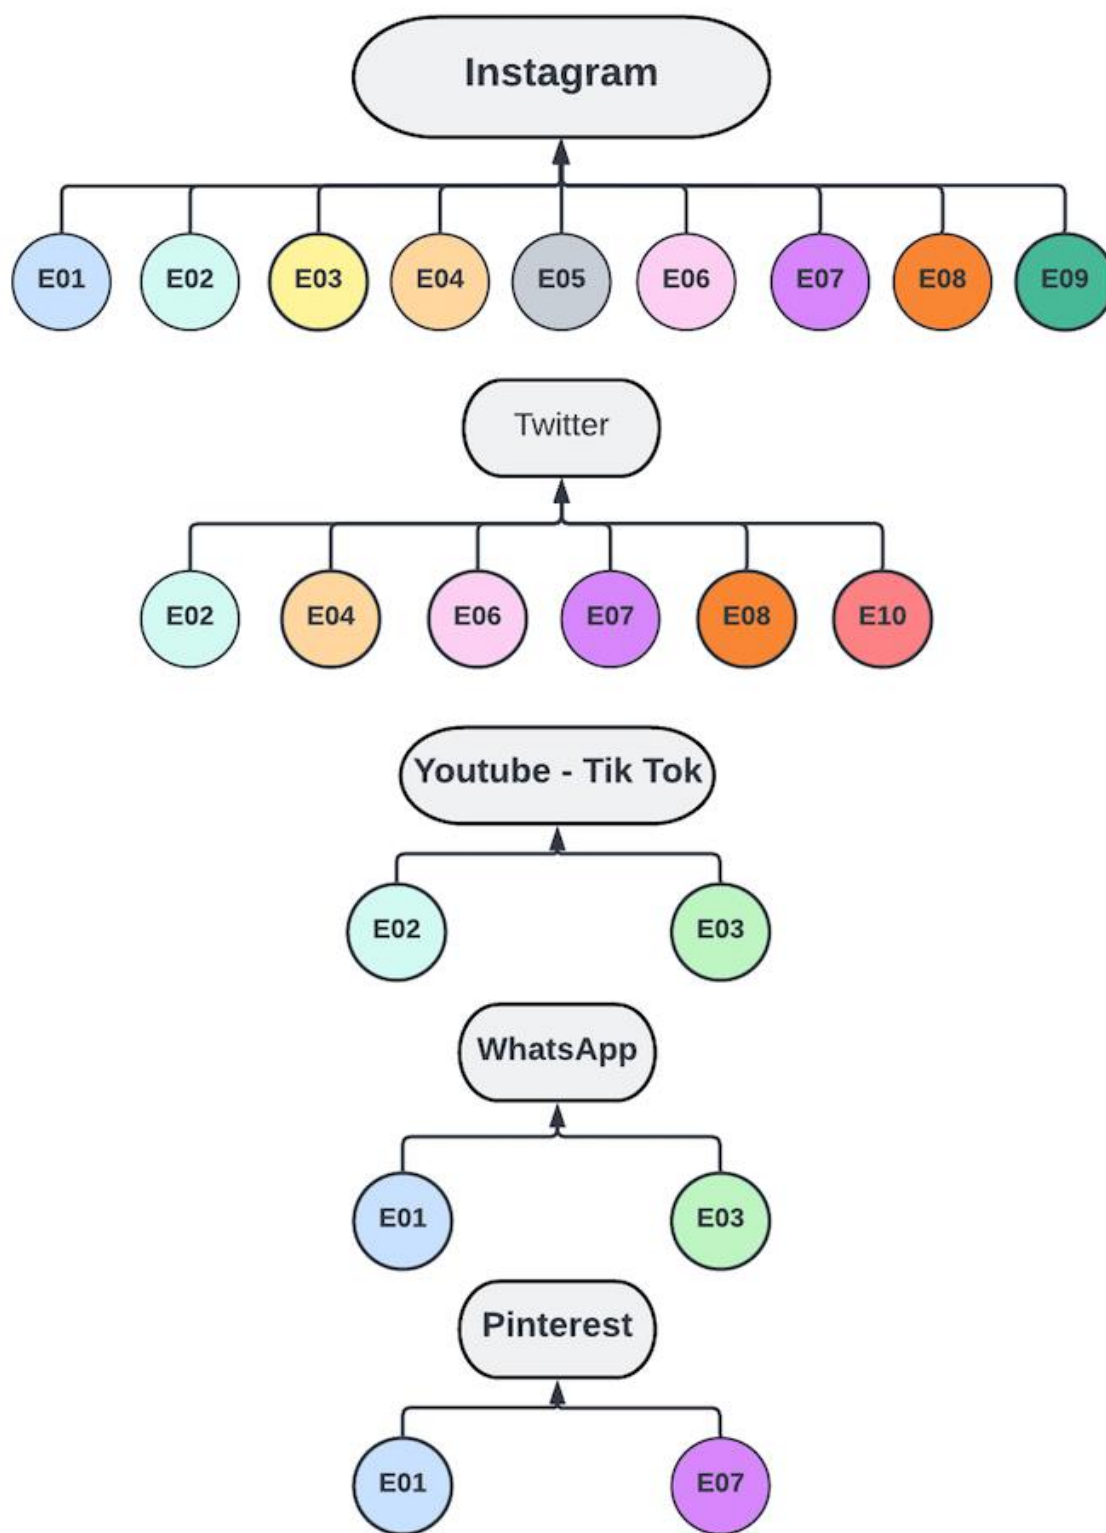 Instagram
E01 E02 E03 E04 E05 E06 E07 E08 E09
Twitter
E02 E04 E06 E07 E08 E10
Youtube - Tik Tok
E02 E03
WhatsApp
E01 E03
Pinterest
E01 E07